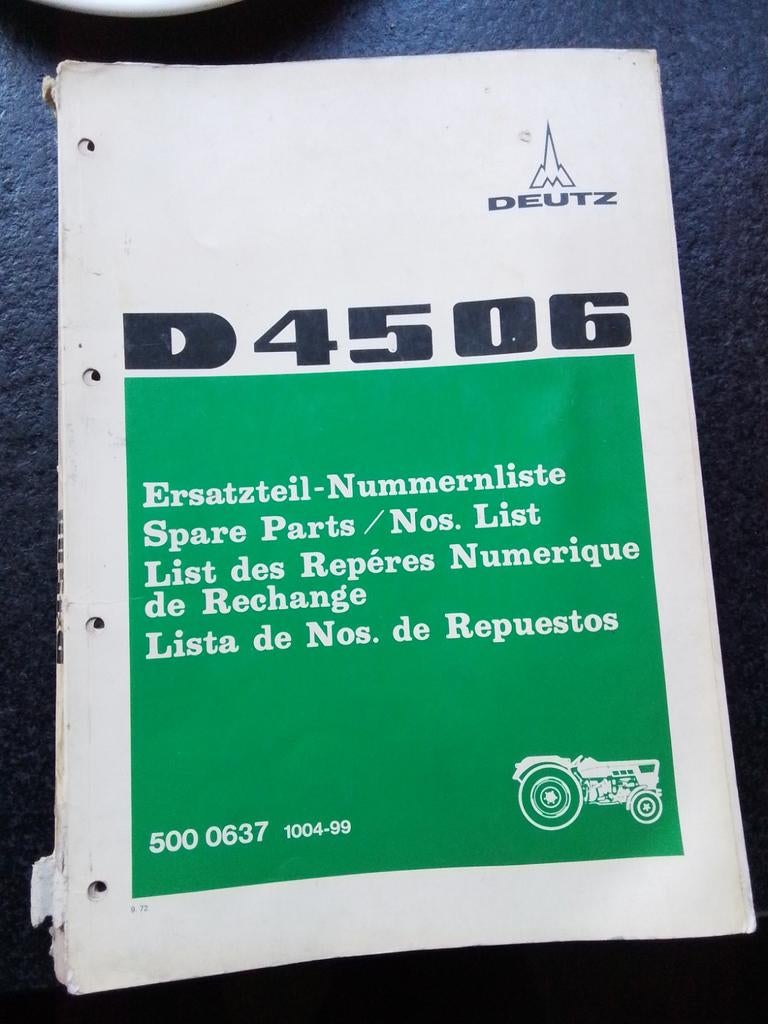 DEUTZ
D 4506
Ersatzteil-Nummernliste
Spare Parts / Nos. List
List des Repéres Numerique
de Rechange
Lista de Nos. de Repuestos
500 0637 1004-99
9. 72